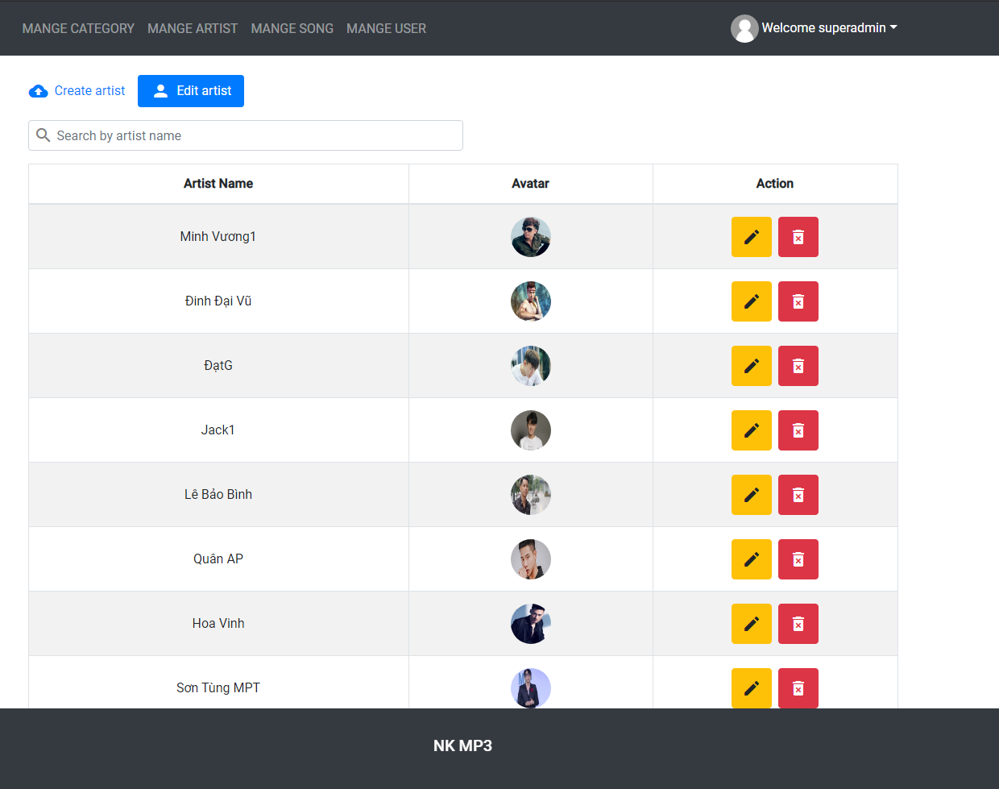 MANGE CATEGORY MANGE ARTIST MANGE SONG MANGE USER Welcome superadmin
Create artist Edit artist
Search by artist name
Artist Name Avatar Action
Minh Vương1
Đinh Đại Vũ
ĐạtG
Jack1
Lê Bảo Bình
Quân AP
Hoa Vinh
Sơn Tùng MPT
NK MP3